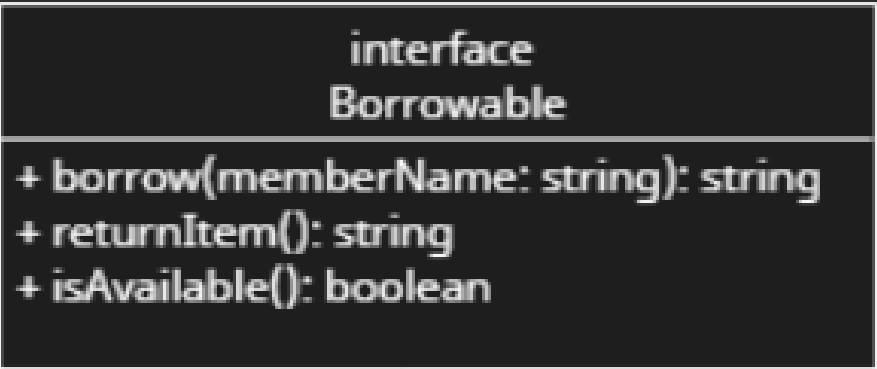 interface
Borrowable
+ borrow(memberName: string): string
+ returnItem(): string
+ isAvailable(): boolean